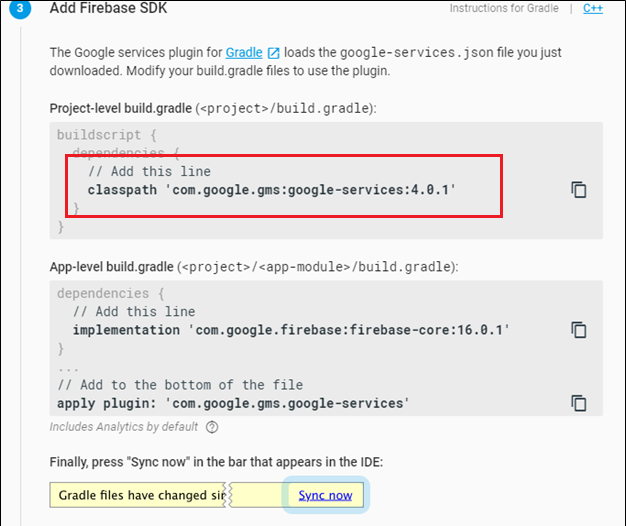 3 Add Firebase SDK Instructions for Gradle | C++
The Google services plugin for Gradle loads the google-services.json file you just
downloaded. Modify your build.gradle files to use the plugin.
Project-level build.gradle (<project>/build.gradle):
buildscript {
dependencies {
// Add this line
classpath 'com.google.gms:google-services:4.0.1'
}
}
App-level build.gradle (<project>/<app-module>/build.gradle):
dependencies {
// Add this line
implementation 'com.google.firebase:firebase-core:16.0.1'
}
...
// Add to the bottom of the file
apply plugin: 'com.google.gms.google-services'
Includes Analytics by default ?
Finally, press "Sync now" in the bar that appears in the IDE:
Gradle files have changed sin Sync now